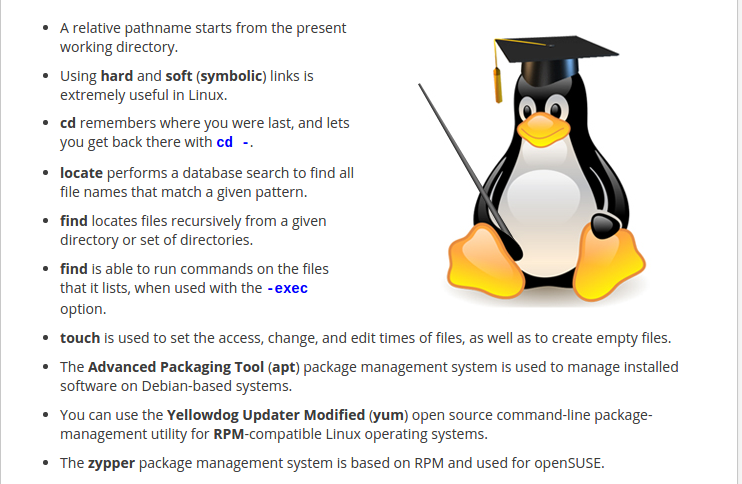 • A relative pathname starts from the present
working directory.
• Using hard and soft (symbolic) links is
extremely useful in Linux.
• cd remembers where you were last, and lets
you get back there with cd -.
• locate performs a database search to find all
file names that match a given pattern.
• find locates files recursively from a given
directory or set of directories.
• find is able to run commands on the files
that it lists, when used with the -exec
option.
• touch is used to set the access, change, and edit times of files, as well as to create empty files.
• The Advanced Packaging Tool (apt) package management system is used to manage installed
software on Debian-based systems.
• You can use the Yellowdog Updater Modified (yum) open source command-line package-
management utility for RPM-compatible Linux operating systems.
• The zypper package management system is based on RPM and used for openSUSE.